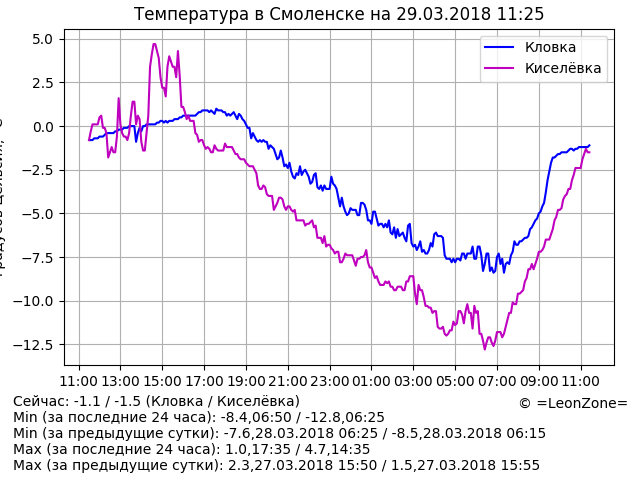 Температура в Смоленске на 29.03.2018 11:25
Кловка
Киселёвка
5.0
2.5
0.0
−2.5
−5.0
−7.5
−10.0
−12.5
11:00 13:00 15:00 17:00 19:00 21:00 23:00 01:00 03:00 05:00 07:00 09:00 11:00
Сейчас: -1.1 / -1.5 (Кловка / Киселёвка)
© =LeonZone=
Min (за последние 24 часа): -8.4,06:50 / -12.8,06:25
Min (за предыдущие сутки): -7.6,28.03.2018 06:25 / -8.5,28.03.2018 06:15
Max (за последние 24 часа): 1.0,17:35 / 4.7,14:35
Max (за предыдущие сутки): 2.3,27.03.2018 15:50 / 1.5,27.03.2018 15:55